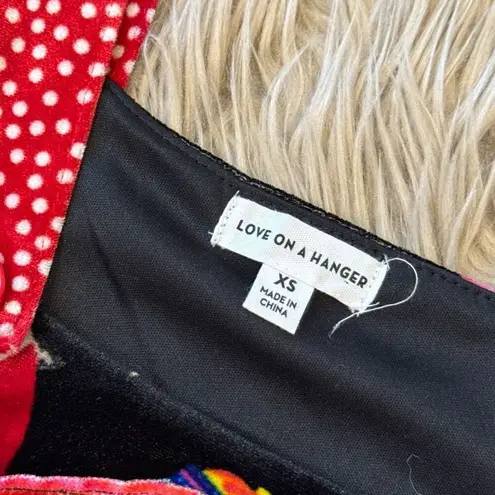 LOVE ON A HANGER
XS
MADE IN
CHINA